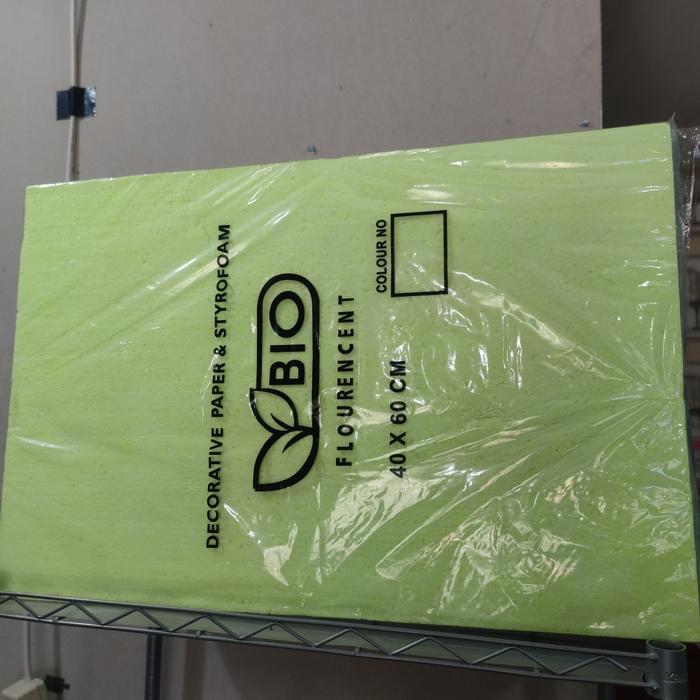 DECORATIVE PAPER & STYROFOAM
BIO
FLOURENCENT
40 X 60 CM
COLOUR NO